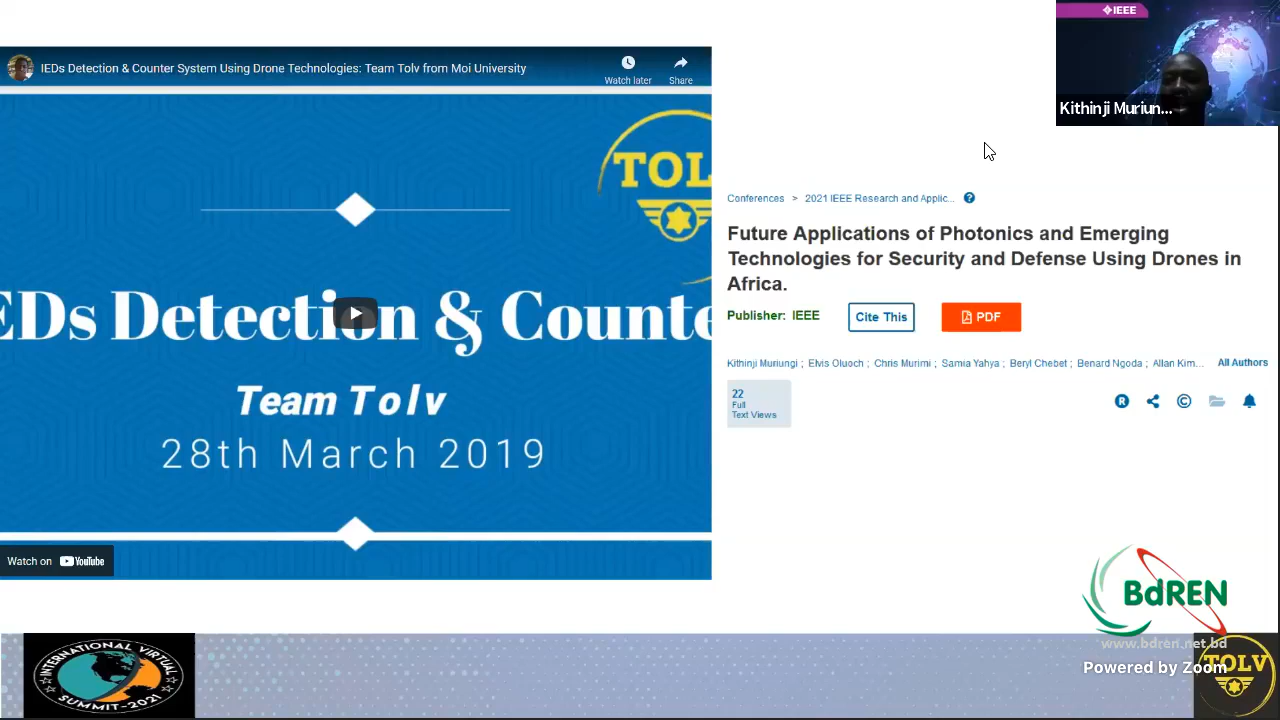 IEDs Detection & Counter System Using Drone Technologies: Team Tolv from Moi University
Watch later
Share
TOL
EDs Detection & Counte
Team Tolv
28th March 2019
Watch on YouTube
IEEE
Kithinji Muriun...
Conferences > 2021 IEEE Research and Applic... ?
Future Applications of Photonics and Emerging
Technologies for Security and Defense Using Drones in
Africa.
Publisher: IEEE
Cite This
PDF
Kithinji Muriungi ; Elvis Oluoch ; Chris Murimi ; Samia Yahya ; Beryl Chebet ; Benard Ngoda ; Allan Kim... All Authors
22
Full
Text Views
R
©
BdREN
www.bdren.net.bd
Powered by Zoom
TOLV
INTERNATIONAL VIRTUAL
SUMMIT-2021